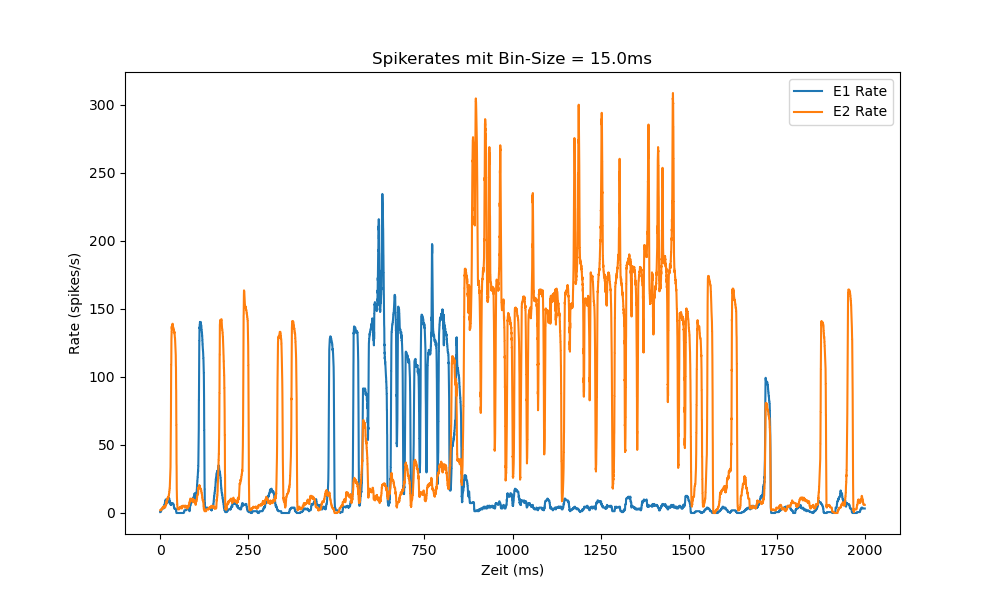 Spikerates mit Bin-Size = 15.0ms
E1 Rate
E2 Rate
Rate (spikes/s)
300
250
200
150
100
50
0
0 250 500 750 1000 1250 1500 1750 2000
Zeit (ms)